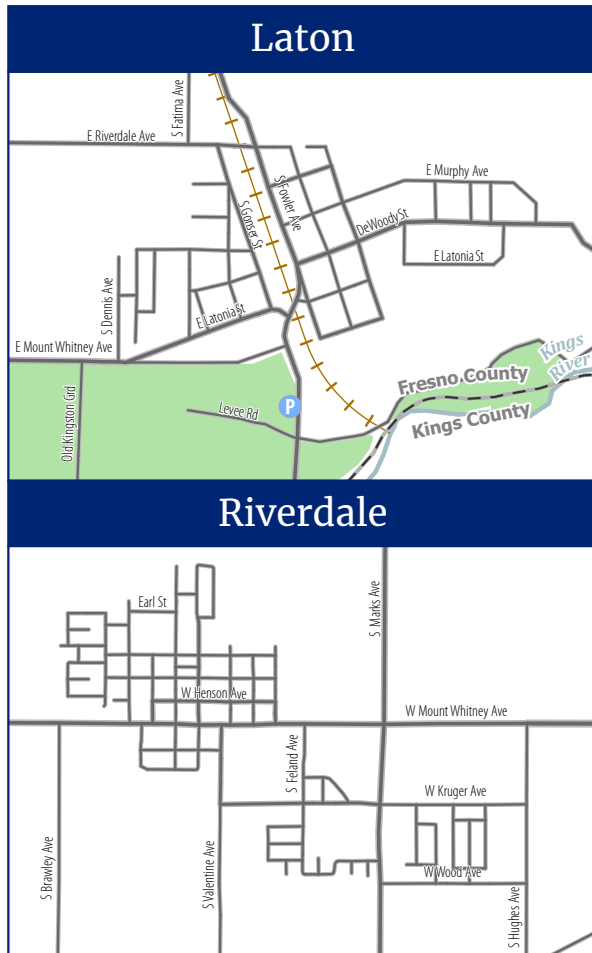 Laton
S Fatima Ave
E Riverdale Ave
E Murphy Ave
S Fowler Ave
S Gonser St
DeWoody St
E Latonia St
S Dennis Ave
E Latonia St
E Mount Whitney Ave
Kings
River
Fresno County
Kings County
Old Kingston Grd
Levee Rd
P
Riverdale
Earl St
S Marks Ave
W Henson Ave
W Mount Whitney Ave
S Feland Ave
W Kruger Ave
S Brawley Ave
S Valentine Ave
W Wood Ave
S Hughes Ave